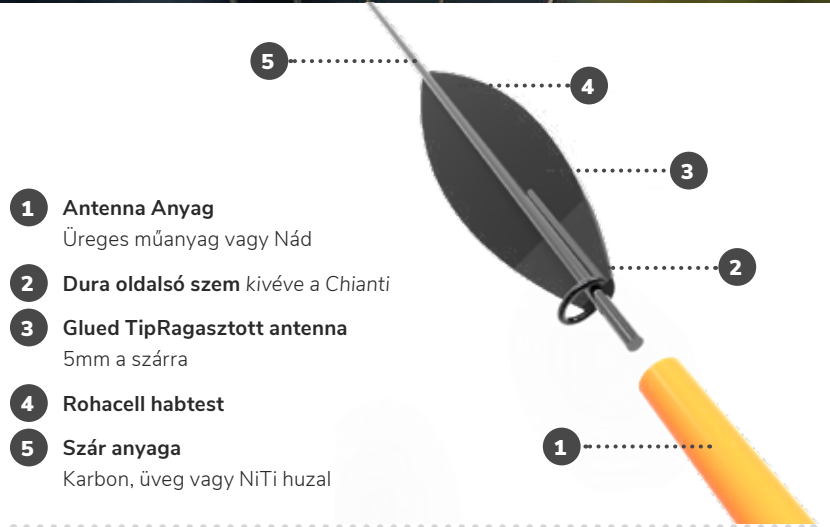 5
4
3
1 Antenna Anyag
Üreges műanyag vagy Nád
2
2 Dura oldalsó szem kivéve a Chianti
3 Glued TipRagasztott antenna
5mm a szárra
4 Rohacell habtest
5 Szár anyaga
1
Karbon, üveg vagy NiTi huzal